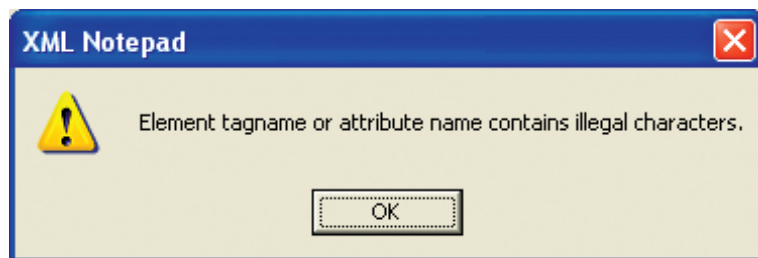 XML Notepad
Element tagname or attribute name contains illegal characters.
OK